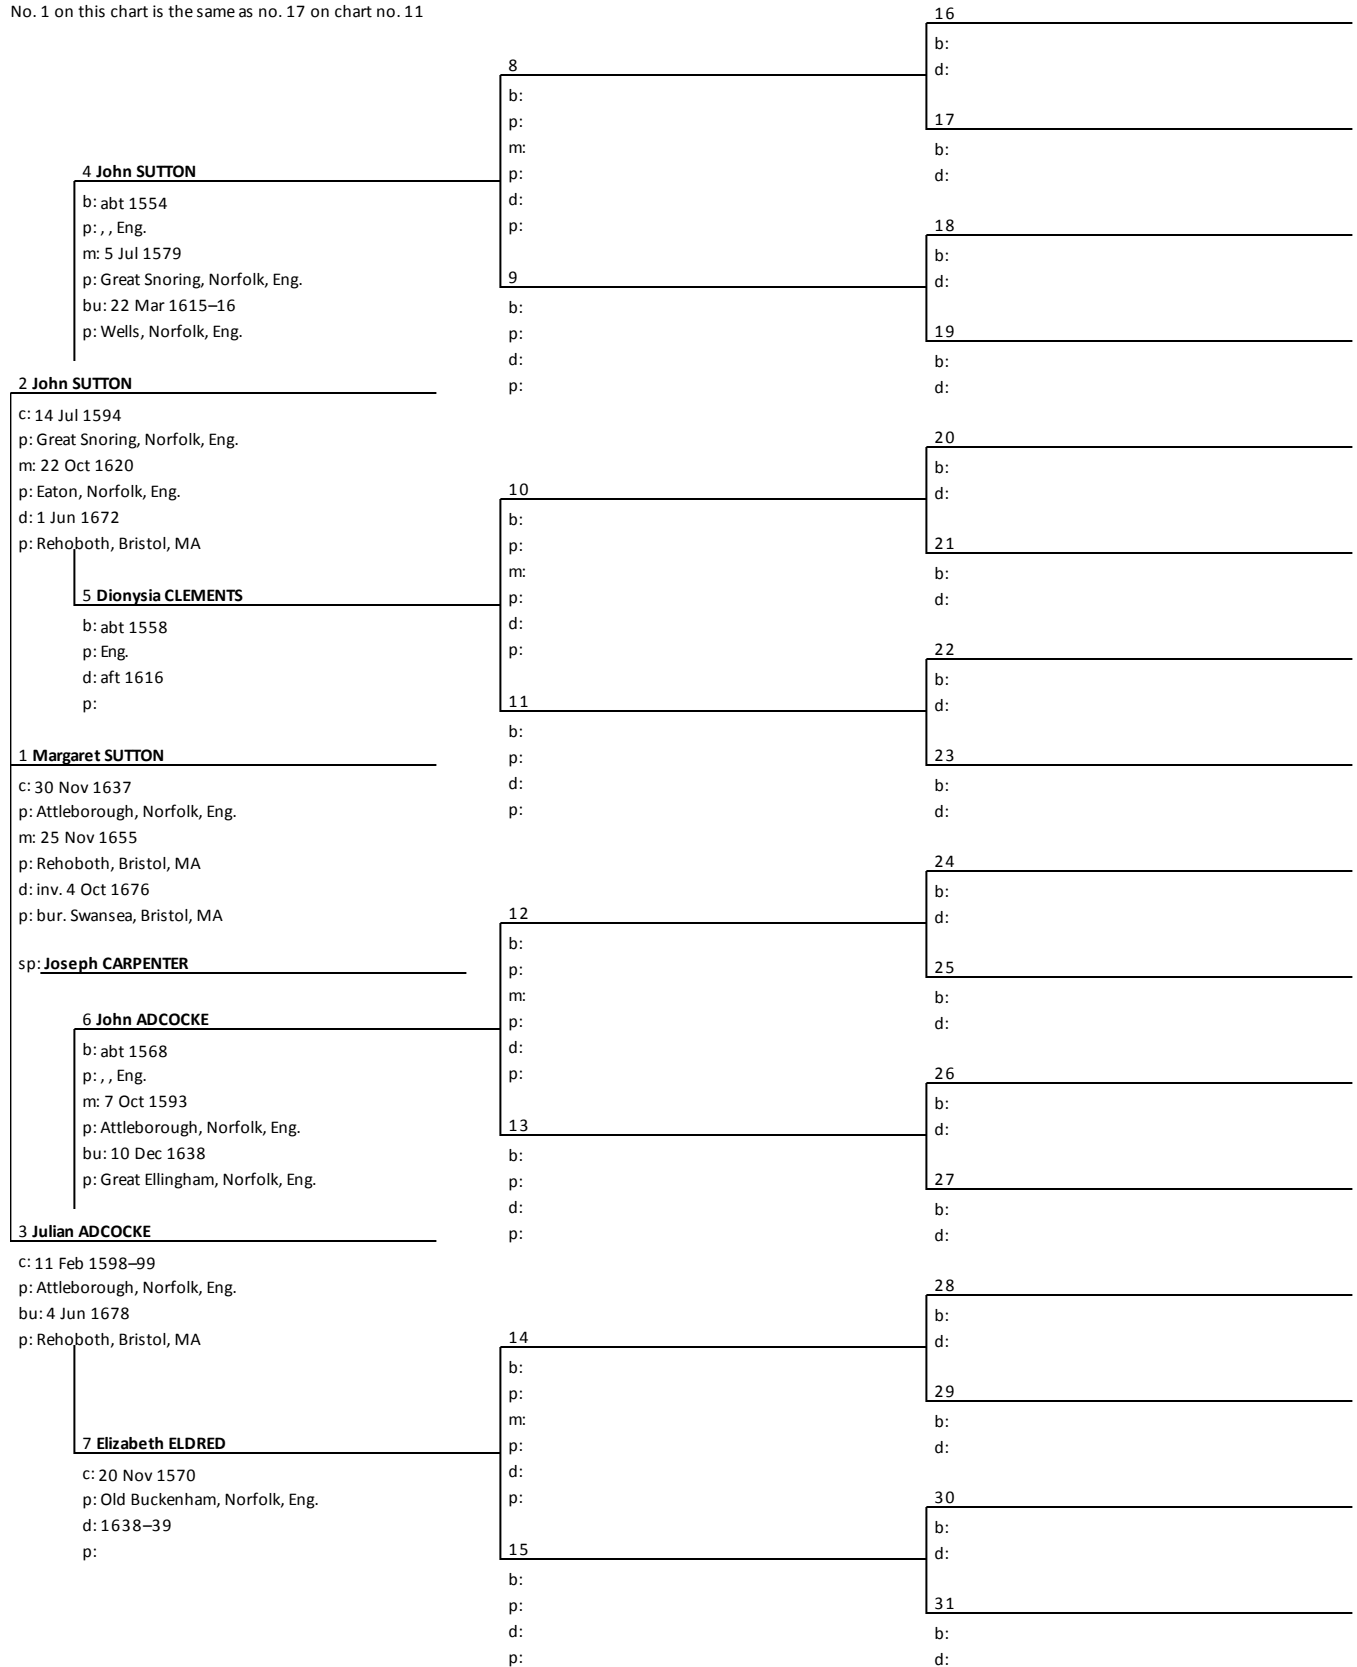 No. 1 on this chart is the same as no. 17 on chart no. 11
4 John SUTTON
b: abt 1554
p: , , Eng.
m: 5 Jul 1579
p: Great Snoring, Norfolk, Eng.
bu: 22 Mar 1615–16
p: Wells, Norfolk, Eng.
2 John SUTTON
c: 14 Jul 1594
p: Great Snoring, Norfolk, Eng.
m: 22 Oct 1620
p: Eaton, Norfolk, Eng.
d: 1 Jun 1672
p: Rehoboth, Bristol, MA
5 Dionysia CLEMENTS
b: abt 1558
p: Eng.
d: aft 1616
p:
1 Margaret SUTTON
c: 30 Nov 1637
p: Attleborough, Norfolk, Eng.
m: 25 Nov 1655
p: Rehoboth, Bristol, MA
d: inv. 4 Oct 1676
p: bur. Swansea, Bristol, MA
sp: Joseph CARPENTER
6 John ADCOCKE
b: abt 1568
p: , , Eng.
m: 7 Oct 1593
p: Attleborough, Norfolk, Eng.
bu: 10 Dec 1638
p: Great Ellingham, Norfolk, Eng.
3 Julian ADCOCKE
c: 11 Feb 1598–99
p: Attleborough, Norfolk, Eng.
bu: 4 Jun 1678
p: Rehoboth, Bristol, MA
7 Elizabeth ELDRED
c: 20 Nov 1570
p: Old Buckenham, Norfolk, Eng.
d: 1638–39
p:
8
b:
p:
m:
p:
d:
p:
9
b:
p:
d:
p:
10
b:
p:
m:
p:
d:
p:
11
b:
p:
d:
p:
12
b:
p:
m:
p:
d:
p:
13
b:
p:
d:
p:
14
b:
p:
m:
p:
d:
p:
15
b:
p:
d:
p:
16
b:
d:
17
b:
d:
18
b:
d:
19
b:
d:
20
b:
d:
21
b:
d:
22
b:
d:
23
b:
d:
24
b:
d:
25
b:
d:
26
b:
d:
27
b:
d:
28
b:
d:
29
b:
d:
30
b:
d:
31
b:
d: